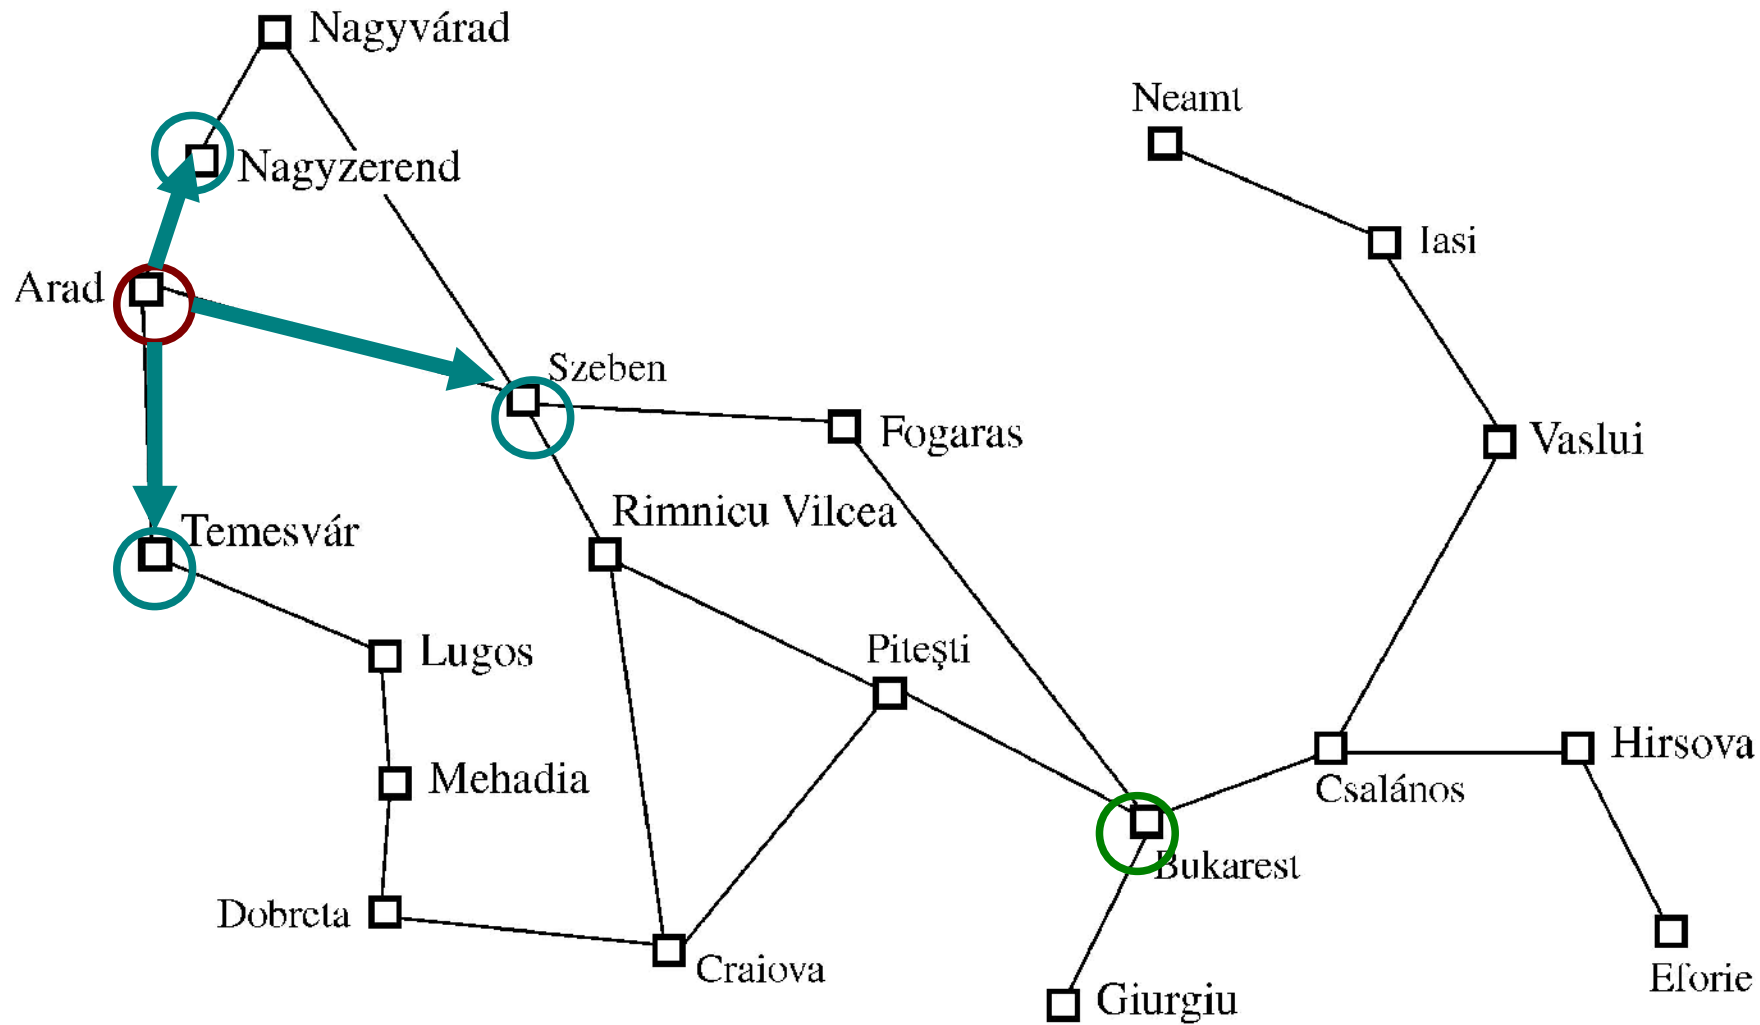 Nagyvárad
Neamt
Nagyzerend
Iasi
Arad
Szeben
Fogaras
Vaslui
Rimnicu Vilcea
Temesvár
Lugos
Piteşti
Hirsova
Mehadia
Csalános
Bukarest
Dobreta
Craiova
Eforie
Giurgiu